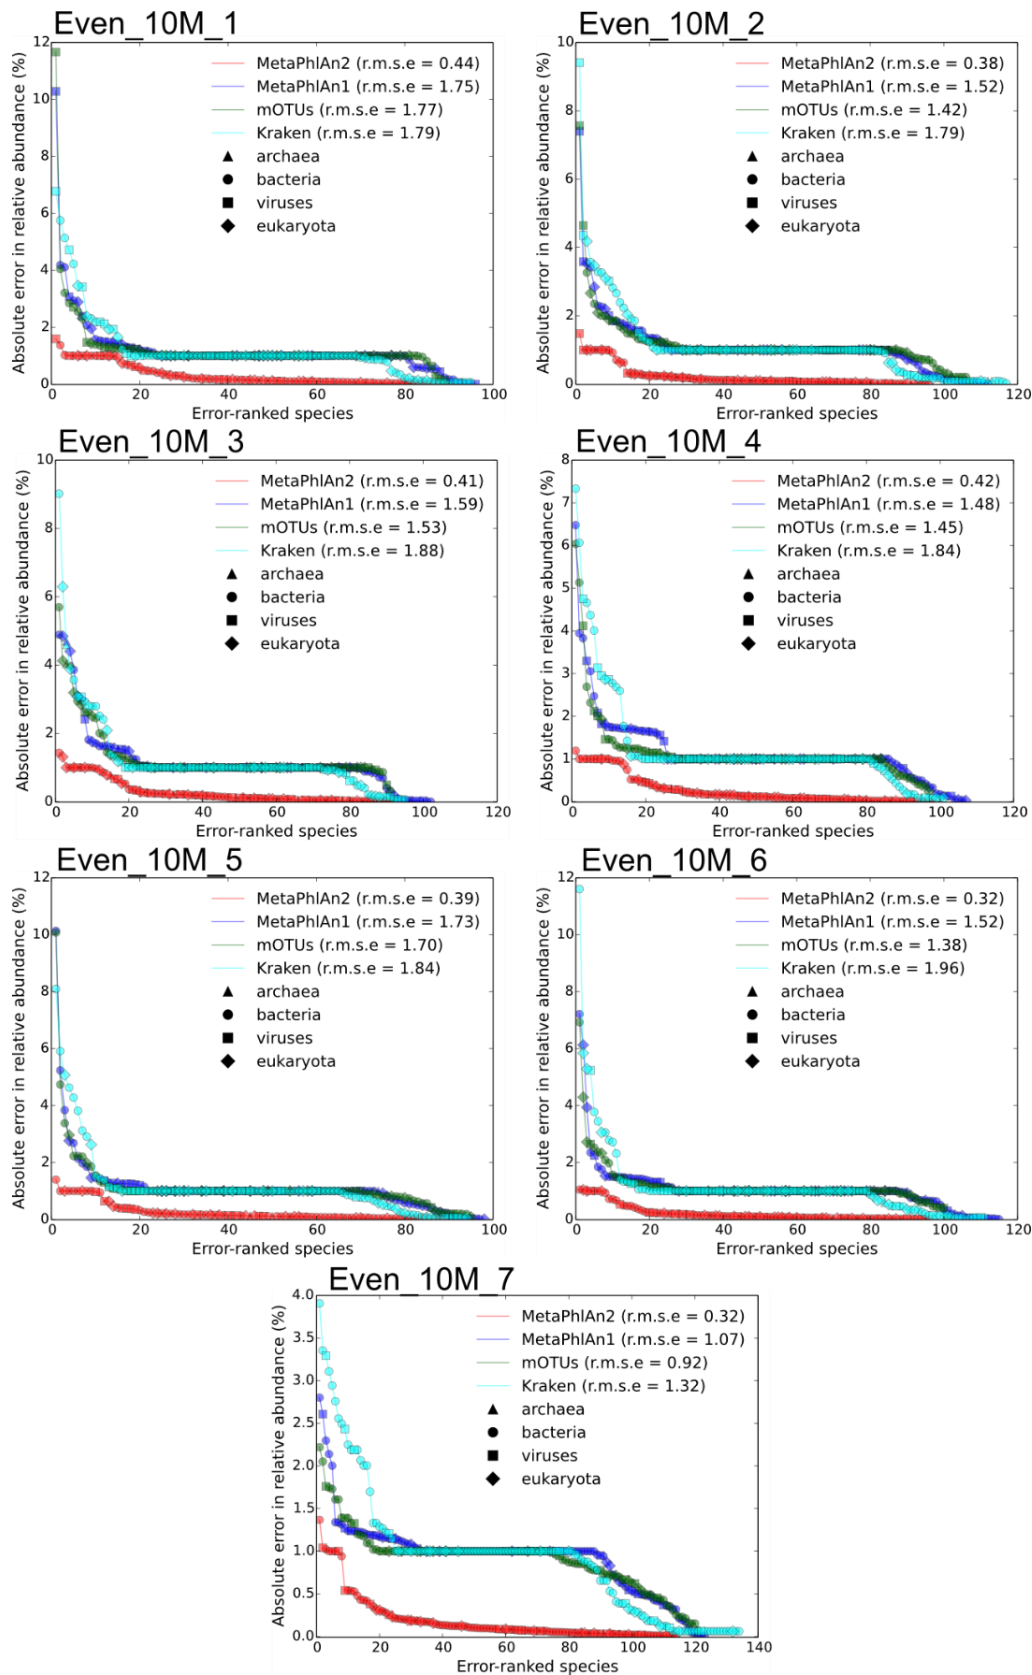 Even_10M_1
12
10
8
6
4
2
0
0 20 40 60 80 100
Absolute error in relative abundance (%)
Error-ranked species
MetaPhlAn2 (r.m.s.e = 0.44)
MetaPhlAn1 (r.m.s.e = 1.75)
mOTUs (r.m.s.e = 1.77)
Kraken (r.m.s.e = 1.79)
archaea
bacteria
viruses
eukaryota
Even_10M_2
10
8
6
4
2
0
0 20 40 60 80 100 120
Absolute error in relative abundance (%)
Error-ranked species
MetaPhlAn2 (r.m.s.e = 0.38)
MetaPhlAn1 (r.m.s.e = 1.52)
mOTUs (r.m.s.e = 1.42)
Kraken (r.m.s.e = 1.79)
archaea
bacteria
viruses
eukaryota
Even_10M_3
10
8
6
4
2
0
0 20 40 60 80 100 120
Absolute error in relative abundance (%)
Error-ranked species
MetaPhlAn2 (r.m.s.e = 0.41)
MetaPhlAn1 (r.m.s.e = 1.59)
mOTUs (r.m.s.e = 1.53)
Kraken (r.m.s.e = 1.88)
archaea
bacteria
viruses
eukaryota
Even_10M_4
8
7
6
5
4
3
2
1
0
0 20 40 60 80 100 120
Absolute error in relative abundance (%)
Error-ranked species
MetaPhlAn2 (r.m.s.e = 0.42)
MetaPhlAn1 (r.m.s.e = 1.48)
mOTUs (r.m.s.e = 1.45)
Kraken (r.m.s.e = 1.84)
archaea
bacteria
viruses
eukaryota
Even_10M_5
12
10
8
6
4
2
0
0 20 40 60 80 100
Absolute error in relative abundance (%)
Error-ranked species
MetaPhlAn2 (r.m.s.e = 0.39)
MetaPhlAn1 (r.m.s.e = 1.73)
mOTUs (r.m.s.e = 1.70)
Kraken (r.m.s.e = 1.84)
archaea
bacteria
viruses
eukaryota
Even_10M_6
12
10
8
6
4
2
0
0 20 40 60 80 100 120
Absolute error in relative abundance (%)
Error-ranked species
MetaPhlAn2 (r.m.s.e = 0.32)
MetaPhlAn1 (r.m.s.e = 1.52)
mOTUs (r.m.s.e = 1.38)
Kraken (r.m.s.e = 1.96)
archaea
bacteria
viruses
eukaryota
Even_10M_7
4.0
3.5
3.0
2.5
2.0
1.5
1.0
0.5
0.0
0 20 40 60 80 100 120 140
Absolute error in relative abundance (%)
Error-ranked species
MetaPhlAn2 (r.m.s.e = 0.32)
MetaPhlAn1 (r.m.s.e = 1.07)
mOTUs (r.m.s.e = 0.92)
Kraken (r.m.s.e = 1.32)
archaea
bacteria
viruses
eukaryota